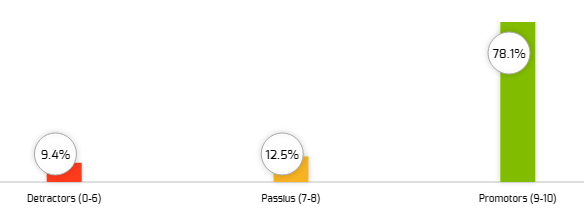 78.1%
9.4%
12.5%
Detractors (0-6)
Passius (7-8)
Promotors (9-10)